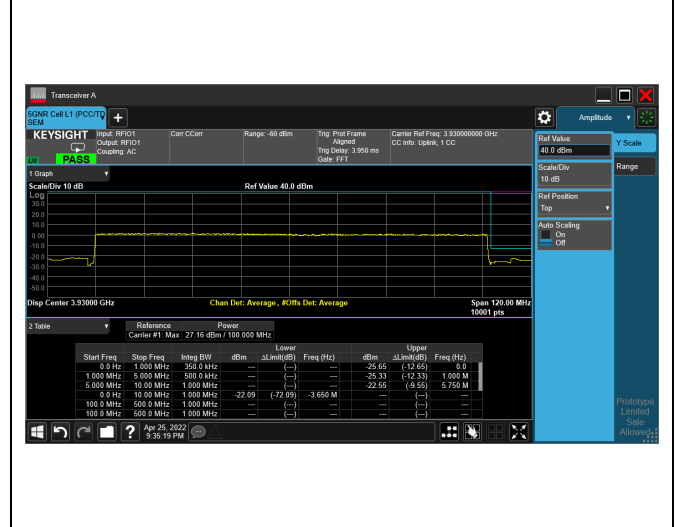 Transceiver A
5GNR Cell L1 (PCC/TD
SEM
+
Amplitude
KEYSIGHT
LXI
PASS
Input: RFIO1
Output: RFIO1
Coupling: AC
Corr CCorr
Range: -60 dBm
Trig: Prot Frame
Aligned
Trig Delay: 3.950 ms
Gate: FFT
Carrier Ref Freq: 3.930000000 GHz
CC Info: Uplink, 1 CC
Ref Value
40.0 dBm
Y Scale
Scale/Div
10 dB
Range
Ref Position
Top
Auto Scaling
On
Off
1 Graph
Scale/Div 10 dB
Ref Value 40.0 dBm
Log
30.0
20.0
10.0
0.00
-10.0
-20.0
-30.0
-40.0
-50.0
Disp Center 3.93000 GHz
Chan Det: Average, #Offs Det: Average
Span 120.00 MHz
10001 pts
2 Table
Reference Power
Carrier #1: Max 27.16 dBm / 100.000 MHz
Lower Upper
Start Freq Stop Freq Integ BW dBm ΔLimit(dB) Freq (Hz) dBm ΔLimit(dB) Freq (Hz)
0.0 Hz 1.000 MHz 350.0 kHz --- (---) --- -25.65 (-12.65) 0.0
1.000 MHz 5.000 MHz 500.0 kHz --- (---) --- -25.33 (-12.33) 1.000 M
5.000 MHz 10.00 MHz 1.000 MHz --- (---) --- -22.55 (-9.55) 5.750 M
0.0 Hz 10.00 MHz 1.000 MHz -22.09 (-72.09) -3.650 M --- (---) ---
100.0 MHz 500.0 MHz 1.000 MHz --- (---) --- --- (---) ---
100.0 MHz 500.0 MHz 1.000 MHz --- (---) --- --- (---) ---
? Apr 25, 2022
9:35:19 PM
Prototype
Limited
Sale
Allowed